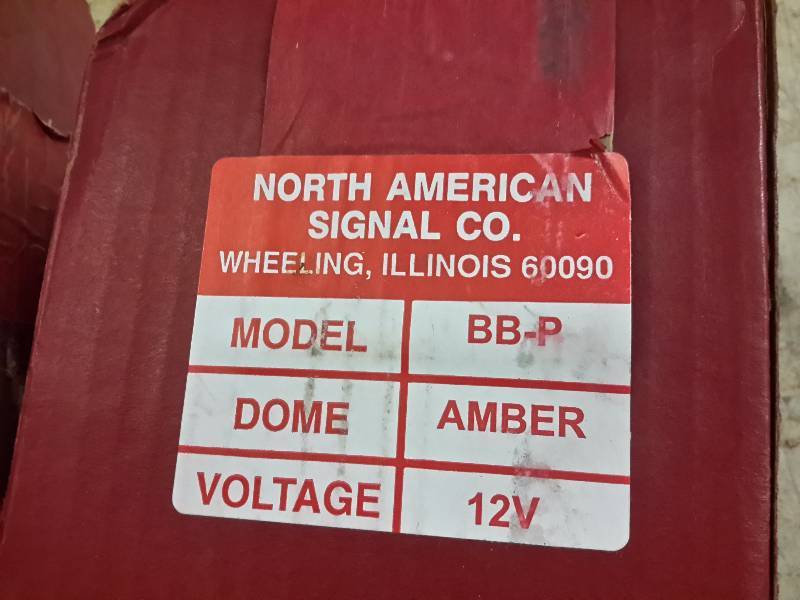 NORTH AMERICAN
SIGNAL CO.
WHEELING, ILLINOIS 60090
MODEL BB-P
DOME AMBER
VOLTAGE 12V